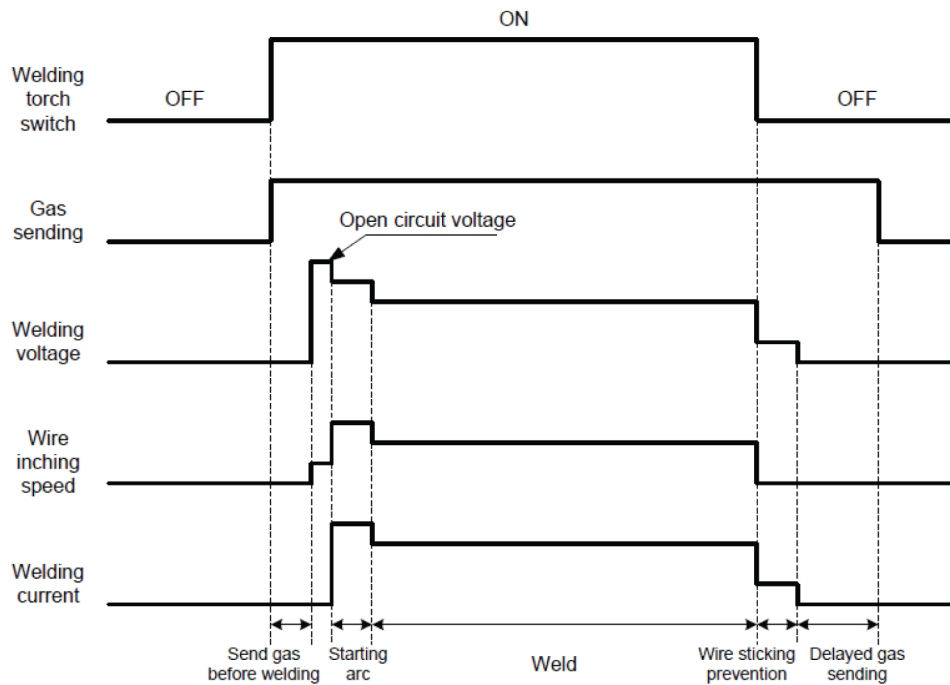 ON
Welding
torch
switch
OFF
OFF
Gas
sending
Open circuit voltage
Welding
voltage
Wire
inching
speed
Welding
current
Send gas
before welding
Starting
arc
Weld
Wire sticking
prevention
Delayed gas
sending